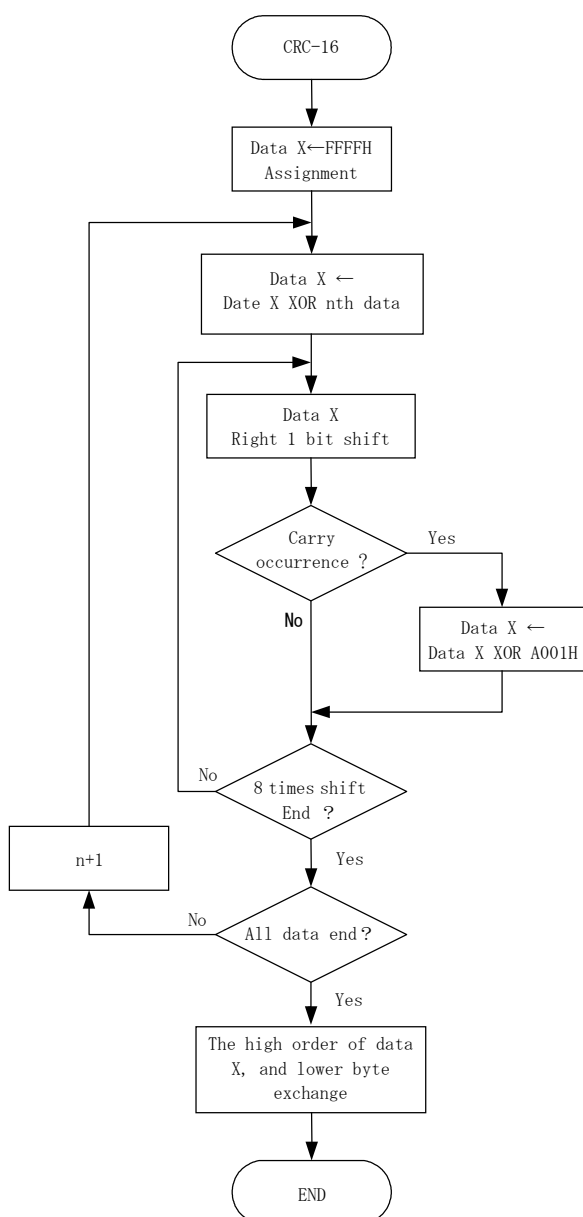 CRC-16
Data X←FFFFH
Assignment
Data X ←
Date X XOR nth data
Data X
Right 1 bit shift
Carry
occurrence ?
Yes
No
Data X ←
Data X XOR A001H
No
8 times shift
End ?
n+1
Yes
No
All data end?
Yes
The high order of data
X, and lower byte
exchange
END